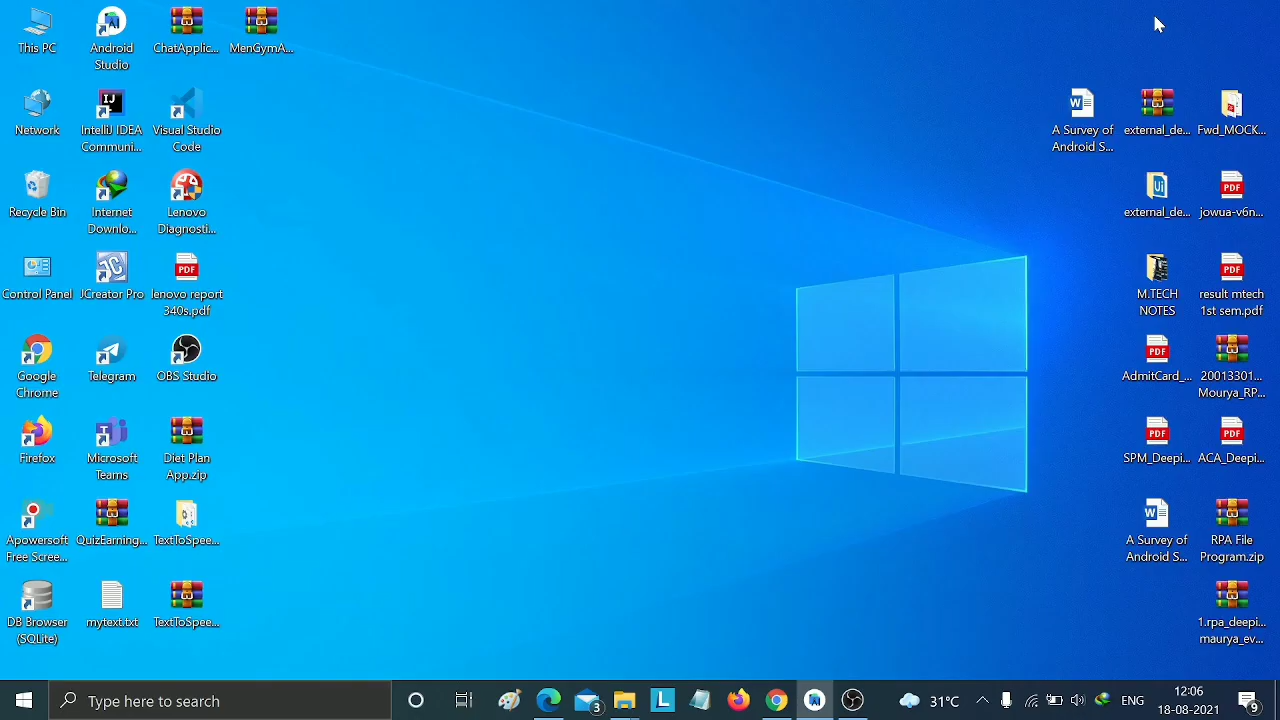 This PC
Android
Studio
ChatApplic...
MenGymA...
Network
IntelliJ IDEA
Communi...
Visual Studio
Code
Recycle Bin
Internet
Downlo...
Lenovo
Diagnosti...
Control Panel
JCreator Pro
lenovo report
340s.pdf
Google
Chrome
Telegram
OBS Studio
Firefox
Microsoft
Teams
Diet Plan
App.zip
Apowersoft
Free Scree...
QuizEarning...
TextToSpee...
DB Browser
(SQLite)
mytext.txt
TextToSpee...
A Survey of
Android S...
external_de...
Fwd_MOCK...
external_de...
jowua-v6n...
M.TECH
NOTES
result mtech
1st sem.pdf
AdmitCard_...
20013301...
Mourya_RP...
SPM_Deepi...
ACA_Deepi...
A Survey of
Android S...
RPA File
Program.zip
1.rpa_deepi...
maurya_ev...
Type here to search
3
L
31°C
ENG
12:06
18-08-2021
9